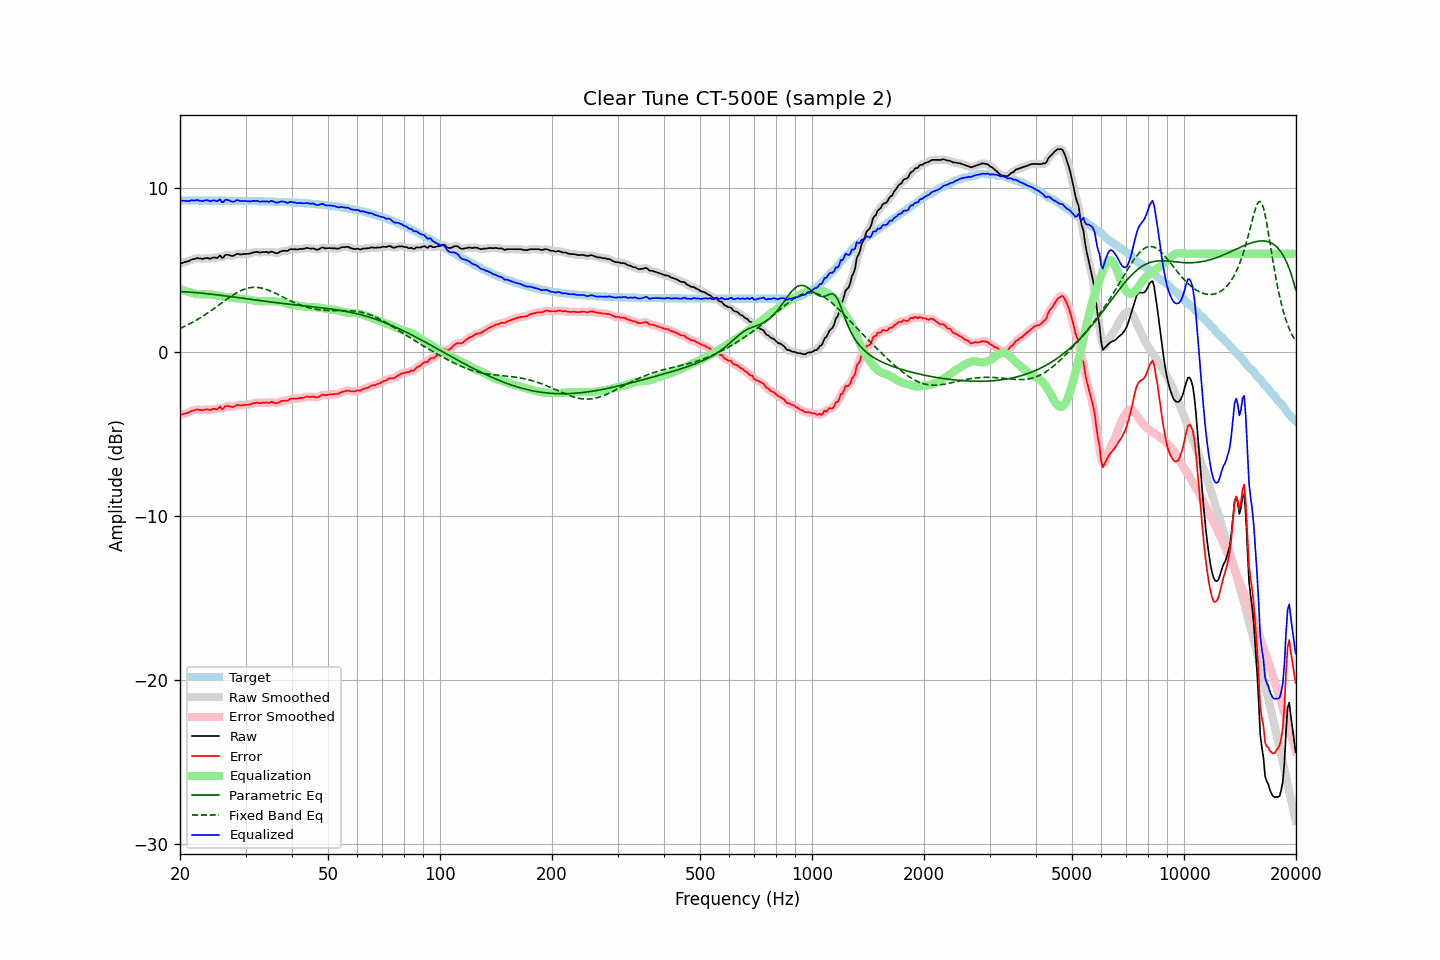 Clear Tune CT-500E (sample 2)
Amplitude (dBr)
10
0
−10
−20
−30
Target
Raw Smoothed
Error Smoothed
Raw
Error
Equalization
Parametric Eq
Fixed Band Eq
Equalized
20 50 100 200 500 1000 2000 5000 10000 20000
Frequency (Hz)